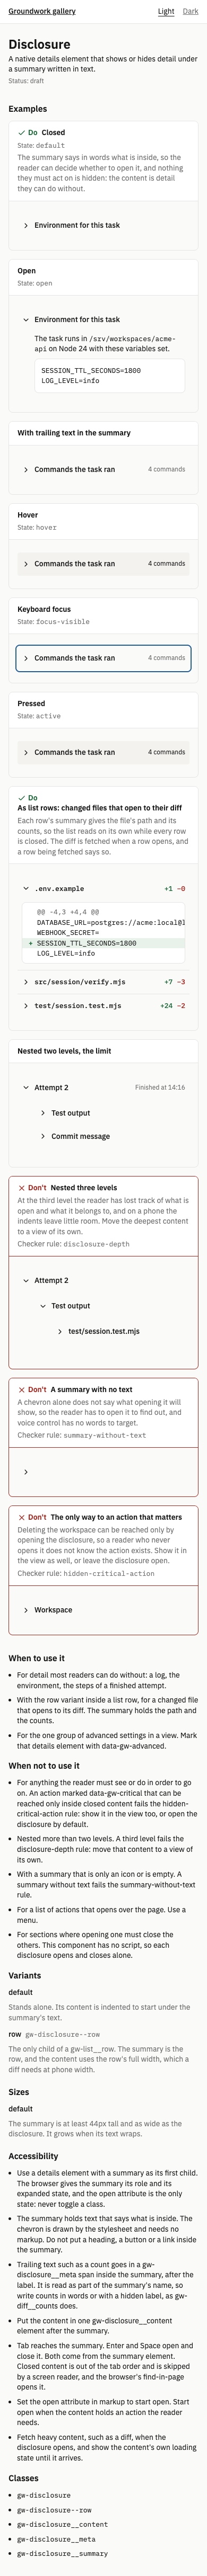 Groundwork gallery
Light Dark
Disclosure
A native details element that shows or hides detail under
a summary written in text.
Status: draft
Examples
Do Closed
State: default
The summary says in words what is inside, so the
reader can decide whether to open it, and nothing
they must act on is hidden: the content is detail
they can do without.
Environment for this task
Open
State: open
Environment for this task
The task runs in /srv/workspaces/acme-
api on Node 24 with these variables set.
SESSION_TTL_SECONDS=1800
LOG_LEVEL=info
With trailing text in the summary
Commands the task ran 4 commands
Hover
State: hover
Commands the task ran 4 commands
Keyboard focus
State: focus-visible
Commands the task ran 4 commands
Pressed
State: active
Commands the task ran 4 commands
Do
As list rows: changed files that open to their diff
Each row's summary gives the file's path and its
counts, so the list reads on its own while every row
is closed. The diff is fetched when a row opens, and
a row being fetched says so.
.env.example +1 −0
@@ -4,3 +4,4 @@
DATABASE_URL=postgres://acme:local@l
WEBHOOK_SECRET=
+ SESSION_TTL_SECONDS=1800
LOG_LEVEL=info
src/session/verify.mjs +7 −3
test/session.test.mjs +24 −2
Nested two levels, the limit
Attempt 2 Finished at 14:16
Test output
Commit message
Don't Nested three levels
At the third level the reader has lost track of what is
open and what it belongs to, and on a phone the
indents leave little room. Move the deepest content
to a view of its own.
Checker rule: disclosure-depth
Attempt 2
Test output
test/session.test.mjs
Don't A summary with no text
A chevron alone does not say what opening it will
show, so the reader has to open it to find out, and
voice control has no words to target.
Checker rule: summary-without-text
Don't The only way to an action that matters
Deleting the workspace can be reached only by
opening the disclosure, so a reader who never
opens it does not know the action exists. Show it in
the view as well, or leave the disclosure open.
Checker rule: hidden-critical-action
Workspace
When to use it
For detail most readers can do without: a log, the
environment, the steps of a finished attempt.
With the row variant inside a list row, for a changed file
that opens to its diff. The summary holds the path and
the counts.
For the one group of advanced settings in a view. Mark
that details element with data-gw-advanced.
When not to use it
For anything the reader must see or do in order to go
on. An action marked data-gw-critical that can be
reached only inside closed content fails the hidden-
critical-action rule: show it in the view too, or open the
disclosure by default.
Nested more than two levels. A third level fails the
disclosure-depth rule: move that content to a view of
its own.
With a summary that is only an icon or is empty. A
summary without text fails the summary-without-text
rule.
For a list of actions that opens over the page. Use a
menu.
For sections where opening one must close the
others. This component has no script, so each
disclosure opens and closes alone.
Variants
default
Stands alone. Its content is indented to start under the
summary's text.
row gw-disclosure--row
The only child of a gw-list__row. The summary is the
row, and the content uses the row's full width, which a
diff needs at phone width.
Sizes
default
The summary is at least 44px tall and as wide as the
disclosure. It grows when its text wraps.
Accessibility
Use a details element with a summary as its first child.
The browser gives the summary its role and its
expanded state, and the open attribute is the only
state: never toggle a class.
The summary holds text that says what is inside. The
chevron is drawn by the stylesheet and needs no
markup. Do not put a heading, a button or a link inside
the summary.
Trailing text such as a count goes in a gw-
disclosure__meta span inside the summary, after the
label. It is read as part of the summary's name, so
write counts in words or with a hidden label, as gw-
diff__counts does.
Put the content in one gw-disclosure__content
element after the summary.
Tab reaches the summary. Enter and Space open and
close it. Both come from the summary element.
Closed content is out of the tab order and is skipped
by a screen reader, and the browser's find-in-page
opens it.
Set the open attribute in markup to start open. Start
open when the content holds an action the reader
needs.
Fetch heavy content, such as a diff, when the
disclosure opens, and show the content's own loading
state until it arrives.
Classes
gw-disclosure
gw-disclosure--row
gw-disclosure__content
gw-disclosure__meta
gw-disclosure__summary